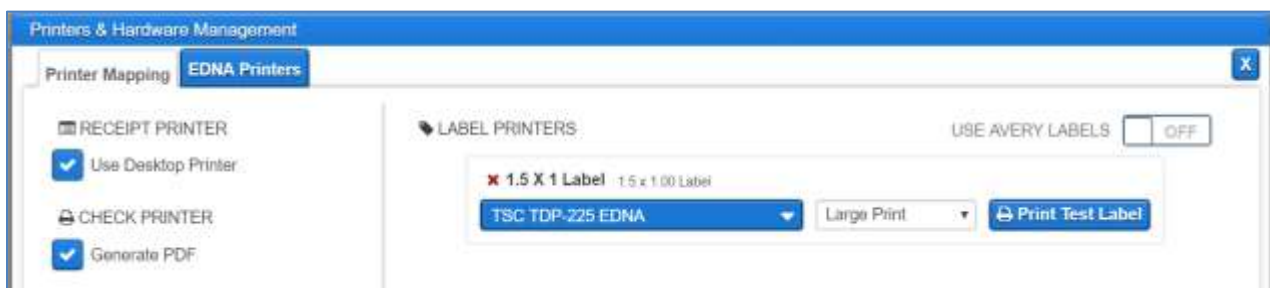 Printers & Hardware Management
Printer Mapping EDNA Printers X
RECEIPT PRINTER
Use Desktop Printer
CHECK PRINTER
Generate PDF
LABEL PRINTERS USE AVERY LABELS OFF
1.5 X 1 Label 1.5 x 1.00 Label
TSC TDP-225 EDNA Large Print Print Test Label